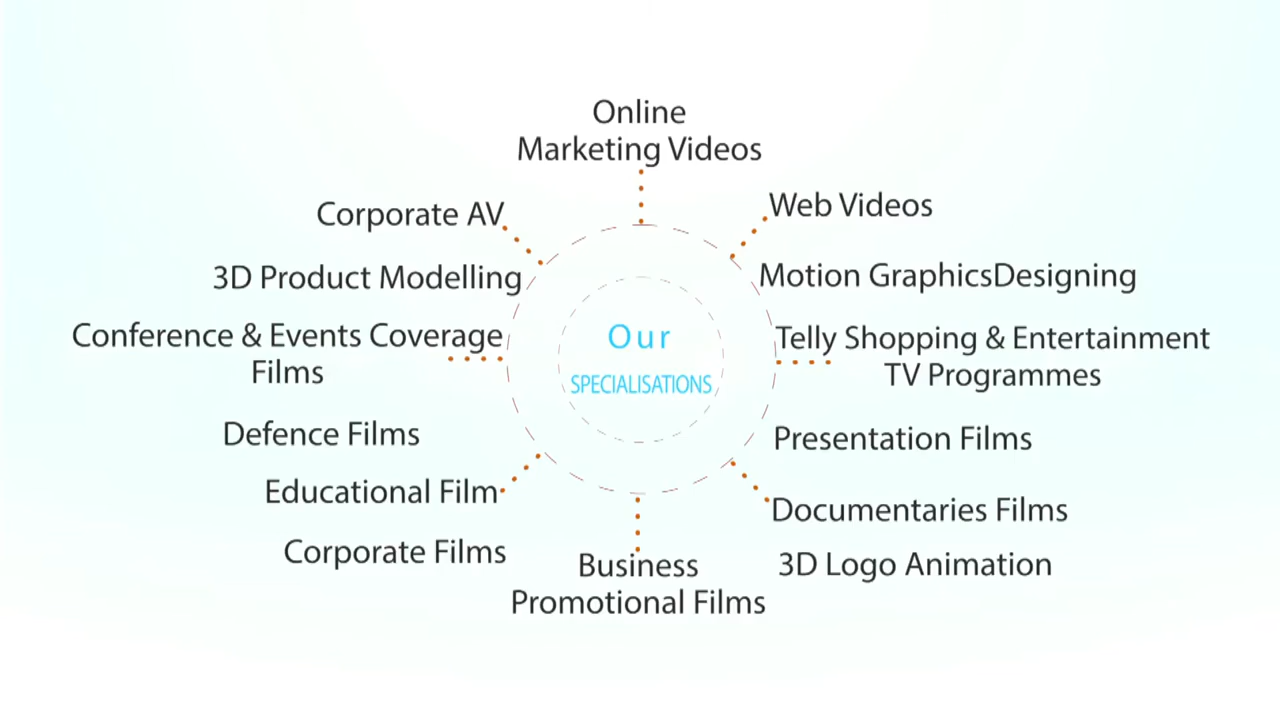 Online
Marketing Videos
Corporate AV
Web Videos
3D Product Modelling
Motion GraphicsDesigning
Conference & Events Coverage
Films
Our
SPECIALISATIONS
Telly Shopping & Entertainment
TV Programmes
Defence Films
Presentation Films
Educational Film
Documentaries Films
Corporate Films
Business
Promotional Films
3D Logo Animation